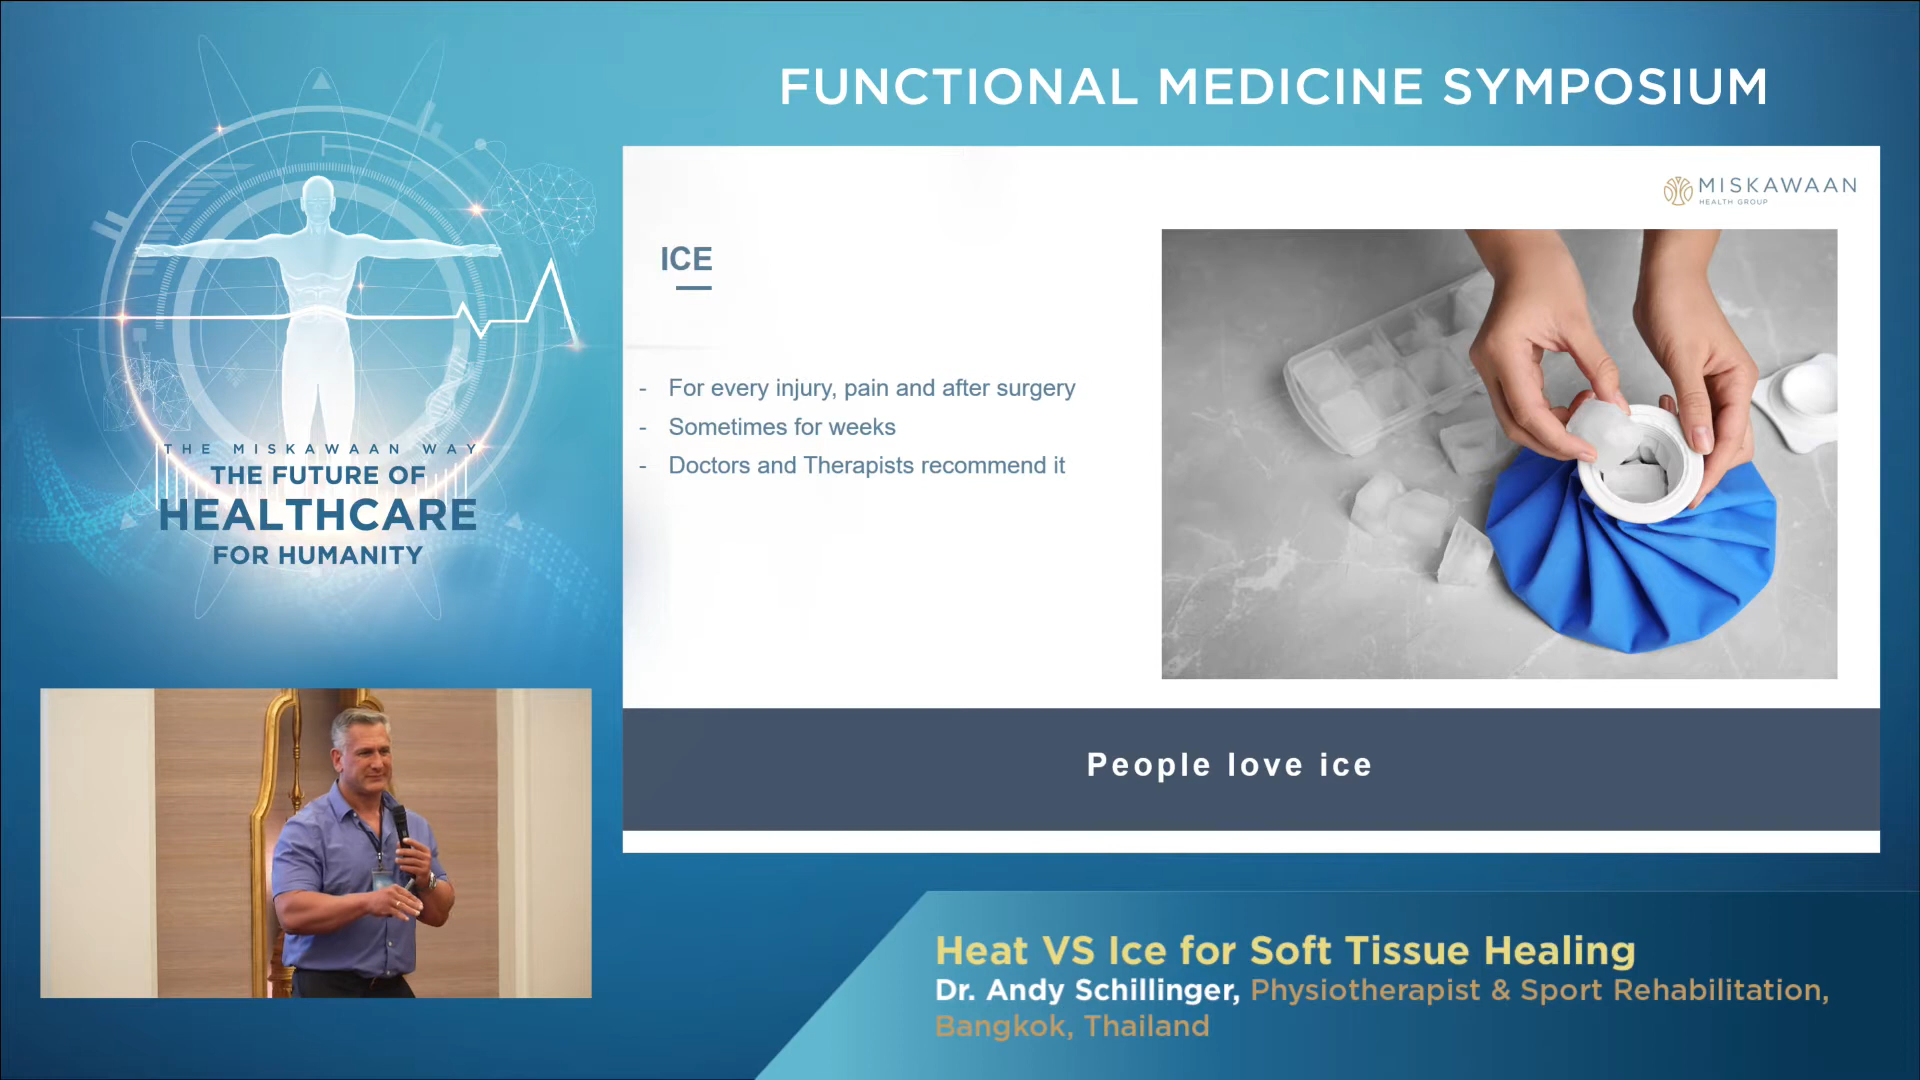 FUNCTIONAL MEDICINE SYMPOSIUM
MISKAWAAN
HEALTH GROUP
ICE
- For every injury, pain and after surgery
- Sometimes for weeks
- Doctors and Therapists recommend it
People love ice
THE MISKAWAAN WAY
THE FUTURE OF
HEALTHCARE
FOR HUMANITY
Heat VS Ice for Soft Tissue Healing
Dr. Andy Schillinger, Physiotherapist & Sport Rehabilitation,
Bangkok, Thailand